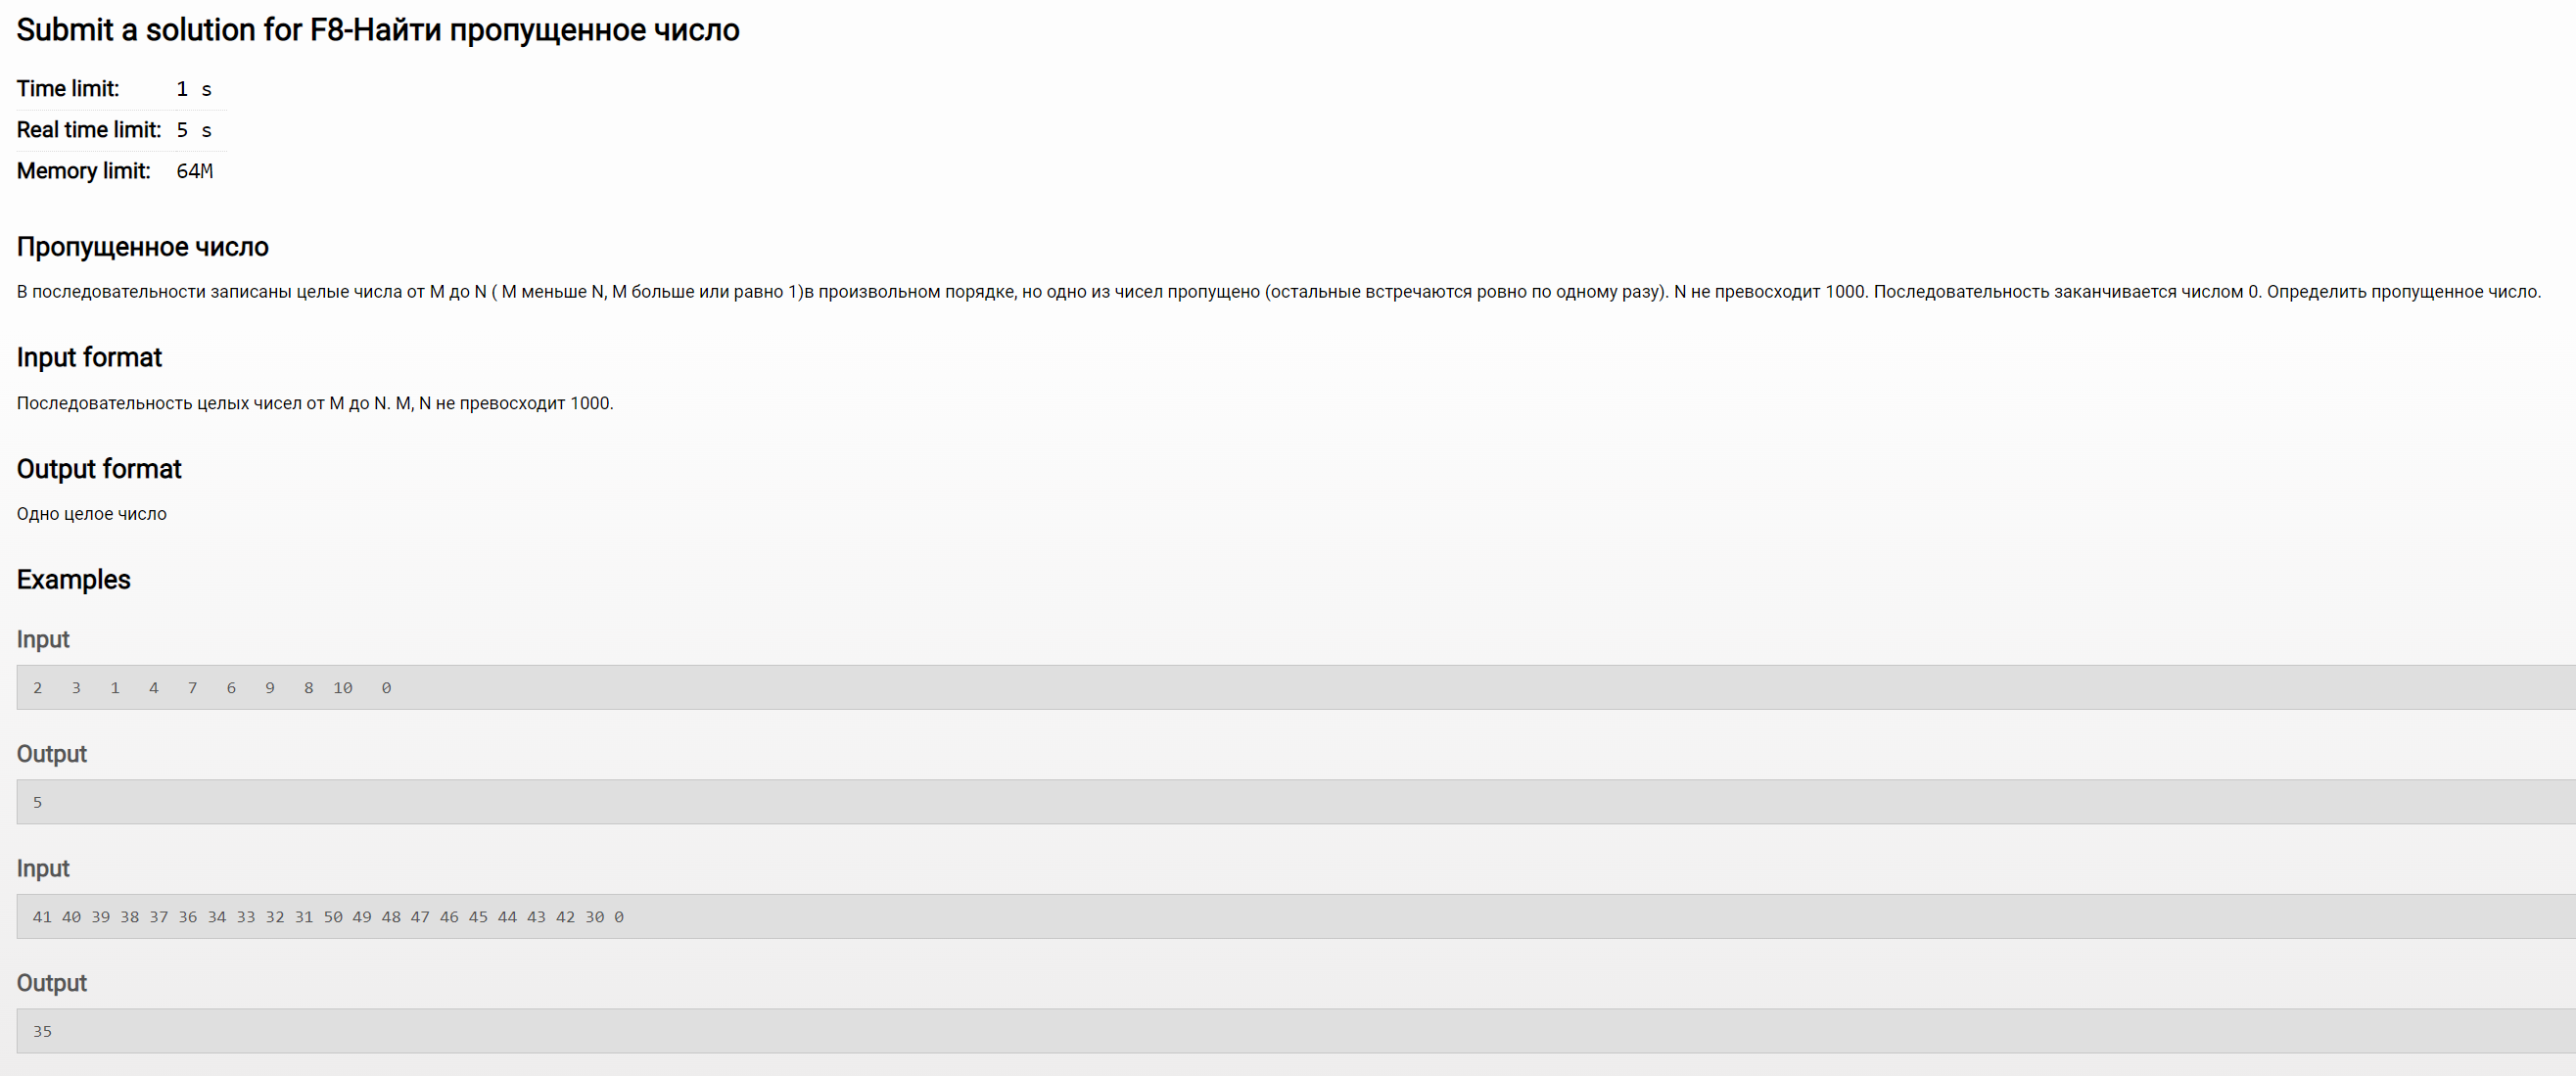 Submit a solution for F8-Найти пропущенное число
Time limit: 1 s
Real time limit: 5 s
Memory limit: 64M
Пропущенное число
В последовательности записаны целые числа от M до N ( M меньше N, M больше или равно 1)в произвольном порядке, но одно из чисел пропущено (остальные встречаются ровно по одному разу). N не превосходит 1000. Последовательность заканчивается числом 0. Определить пропущенное число.
Input format
Последовательность целых чисел от M до N. M, N не превосходит 1000.
Output format
Одно целое число
Examples
Input
2 3 1 4 7 6 9 8 10 0
Output
5
Input
41 40 39 38 37 36 34 33 32 31 50 49 48 47 46 45 44 43 42 30 0
Output
35